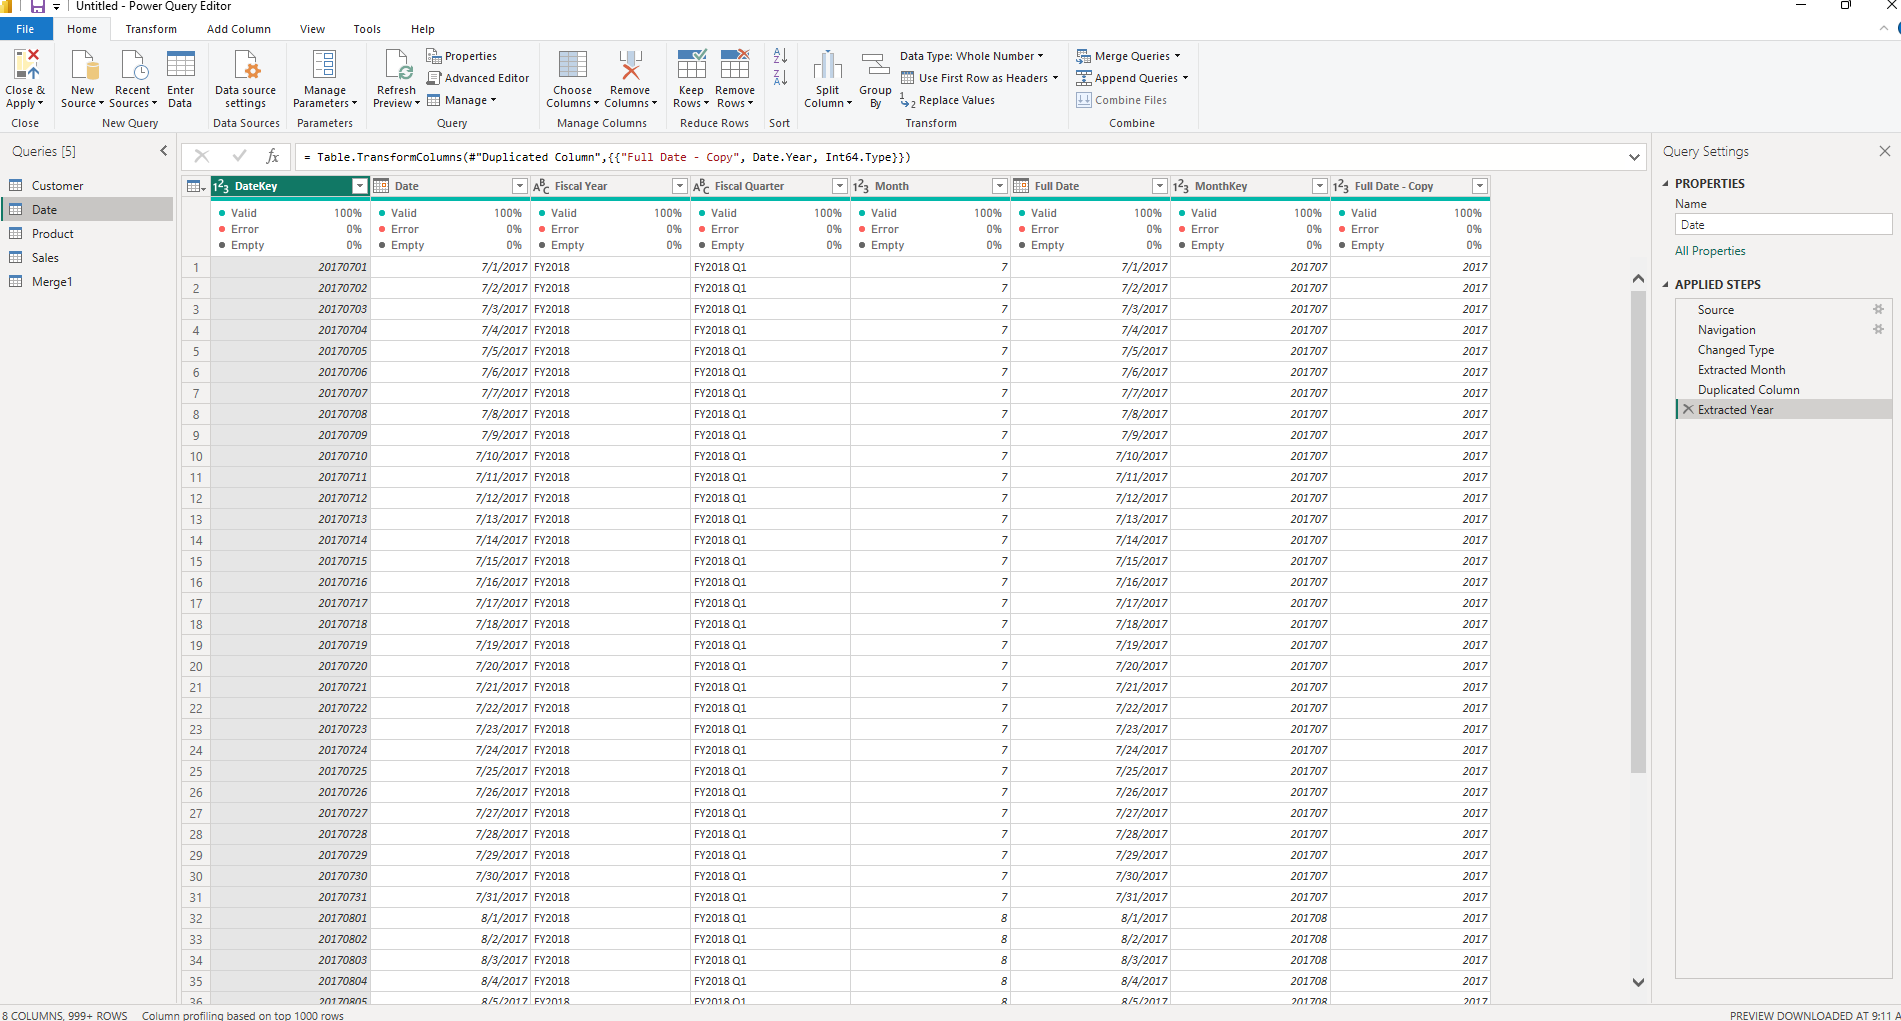 Untitled - Power Query Editor
File Home Transform Add Column View Tools Help
Close & Apply
New Source
Recent Sources
Enter Data
Data source settings
Manage Parameters
Refresh Preview
Properties
Advanced Editor
Manage
Choose Columns
Remove Columns
Keep Rows
Remove Rows
Split Column
Group By
Data Type: Whole Number
Use First Row as Headers
Replace Values
Merge Queries
Append Queries
Combine Files
Close New Query Data Sources Parameters Query Manage Columns Reduce Rows Sort Transform Combine
Queries [5]
Customer
Date
Product
Sales
Merge1
= Table.TransformColumns(#"Duplicated Column",{{"Full Date - Copy", Date.Year, Int64.Type}})
DateKey Date Fiscal Year Fiscal Quarter Month Full Date MonthKey Full Date - Copy
Valid 100% Valid 100% Valid 100% Valid 100% Valid 100% Valid 100% Valid 100% Valid 100%
Error 0% Error 0% Error 0% Error 0% Error 0% Error 0% Error 0% Error 0%
Empty 0% Empty 0% Empty 0% Empty 0% Empty 0% Empty 0% Empty 0% Empty 0%
1 20170701 7/1/2017 FY2018 FY2018 Q1 7 7/1/2017 201707 2017
2 20170702 7/2/2017 FY2018 FY2018 Q1 7 7/2/2017 201707 2017
3 20170703 7/3/2017 FY2018 FY2018 Q1 7 7/3/2017 201707 2017
4 20170704 7/4/2017 FY2018 FY2018 Q1 7 7/4/2017 201707 2017
5 20170705 7/5/2017 FY2018 FY2018 Q1 7 7/5/2017 201707 2017
6 20170706 7/6/2017 FY2018 FY2018 Q1 7 7/6/2017 201707 2017
7 20170707 7/7/2017 FY2018 FY2018 Q1 7 7/7/2017 201707 2017
8 20170708 7/8/2017 FY2018 FY2018 Q1 7 7/8/2017 201707 2017
9 20170709 7/9/2017 FY2018 FY2018 Q1 7 7/9/2017 201707 2017
10 20170710 7/10/2017 FY2018 FY2018 Q1 7 7/10/2017 201707 2017
11 20170711 7/11/2017 FY2018 FY2018 Q1 7 7/11/2017 201707 2017
12 20170712 7/12/2017 FY2018 FY2018 Q1 7 7/12/2017 201707 2017
13 20170713 7/13/2017 FY2018 FY2018 Q1 7 7/13/2017 201707 2017
14 20170714 7/14/2017 FY2018 FY2018 Q1 7 7/14/2017 201707 2017
15 20170715 7/15/2017 FY2018 FY2018 Q1 7 7/15/2017 201707 2017
16 20170716 7/16/2017 FY2018 FY2018 Q1 7 7/16/2017 201707 2017
17 20170717 7/17/2017 FY2018 FY2018 Q1 7 7/17/2017 201707 2017
18 20170718 7/18/2017 FY2018 FY2018 Q1 7 7/18/2017 201707 2017
19 20170719 7/19/2017 FY2018 FY2018 Q1 7 7/19/2017 201707 2017
20 20170720 7/20/2017 FY2018 FY2018 Q1 7 7/20/2017 201707 2017
21 20170721 7/21/2017 FY2018 FY2018 Q1 7 7/21/2017 201707 2017
22 20170722 7/22/2017 FY2018 FY2018 Q1 7 7/22/2017 201707 2017
23 20170723 7/23/2017 FY2018 FY2018 Q1 7 7/23/2017 201707 2017
24 20170724 7/24/2017 FY2018 FY2018 Q1 7 7/24/2017 201707 2017
25 20170725 7/25/2017 FY2018 FY2018 Q1 7 7/25/2017 201707 2017
26 20170726 7/26/2017 FY2018 FY2018 Q1 7 7/26/2017 201707 2017
27 20170727 7/27/2017 FY2018 FY2018 Q1 7 7/27/2017 201707 2017
28 20170728 7/28/2017 FY2018 FY2018 Q1 7 7/28/2017 201707 2017
29 20170729 7/29/2017 FY2018 FY2018 Q1 7 7/29/2017 201707 2017
30 20170730 7/30/2017 FY2018 FY2018 Q1 7 7/30/2017 201707 2017
31 20170731 7/31/2017 FY2018 FY2018 Q1 7 7/31/2017 201707 2017
32 20170801 8/1/2017 FY2018 FY2018 Q1 8 8/1/2017 201708 2017
33 20170802 8/2/2017 FY2018 FY2018 Q1 8 8/2/2017 201708 2017
34 20170803 8/3/2017 FY2018 FY2018 Q1 8 8/3/2017 201708 2017
35 20170804 8/4/2017 FY2018 FY2018 Q1 8 8/4/2017 201708 2017
36 20170805 8/5/2017 FY2018 FY2018 Q1 8 8/5/2017 201708 2017
Query Settings
PROPERTIES
Name
Date
All Properties
APPLIED STEPS
Source
Navigation
Changed Type
Extracted Month
Duplicated Column
Extracted Year
8 COLUMNS, 999+ ROWS Column profiling based on top 1000 rows
PREVIEW DOWNLOADED AT 9:11 A